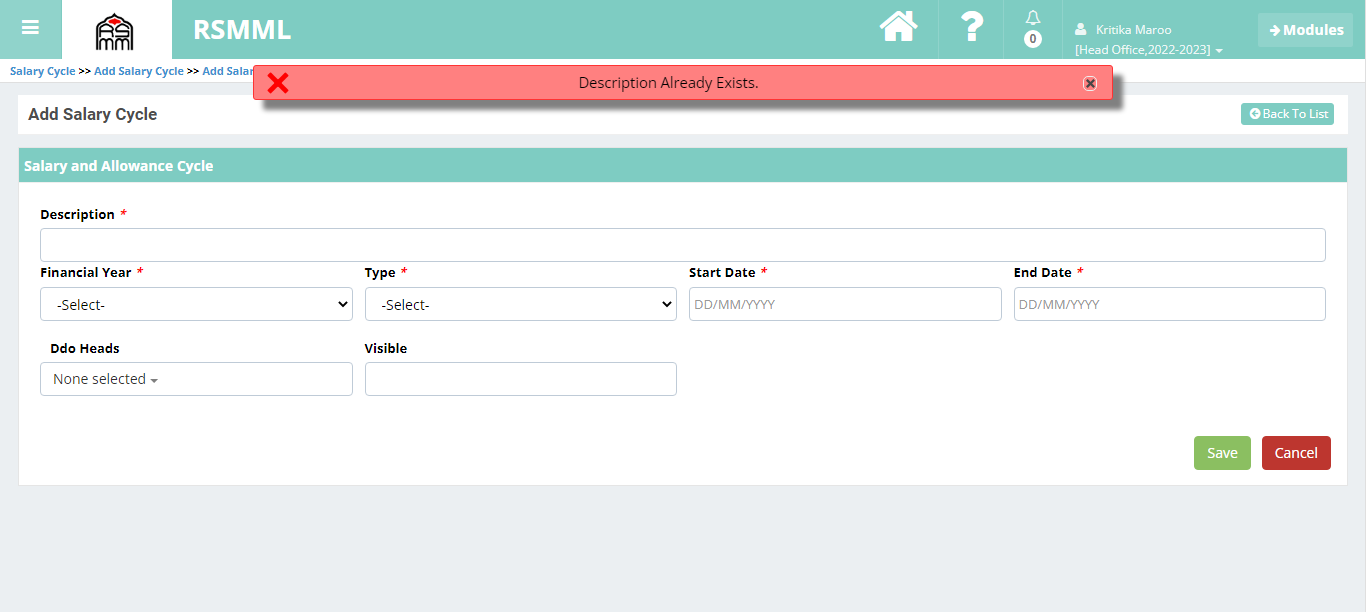 RS
MM
RSMML
0
Kritika Maroo
[Head Office,2022-2023]
Modules
Salary Cycle >> Add Salary Cycle >> Add Salar
Description Already Exists.
Add Salary Cycle
Back To List
Salary and Allowance Cycle
Description *
Financial Year *
Type *
Start Date *
End Date *
-Select-
-Select-
DD/MM/YYYY
DD/MM/YYYY
Ddo Heads
Visible
None selected
Save
Cancel